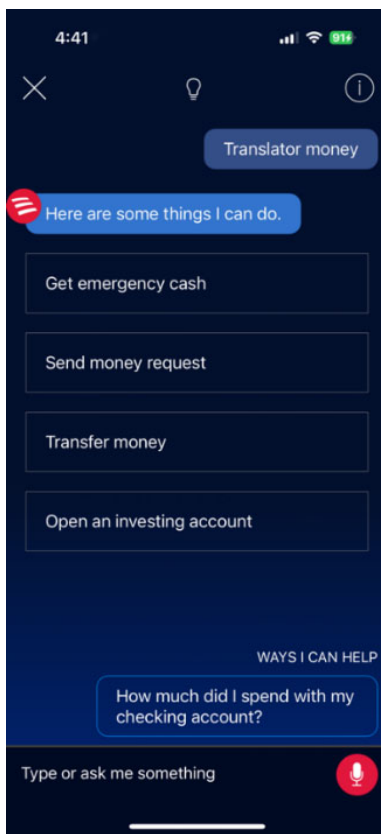 4:41
91
Translator money
Here are some things I can do.
Get emergency cash
Send money request
Transfer money
Open an investing account
WAYS I CAN HELP
How much did I spend with my
checking account?
Type or ask me something